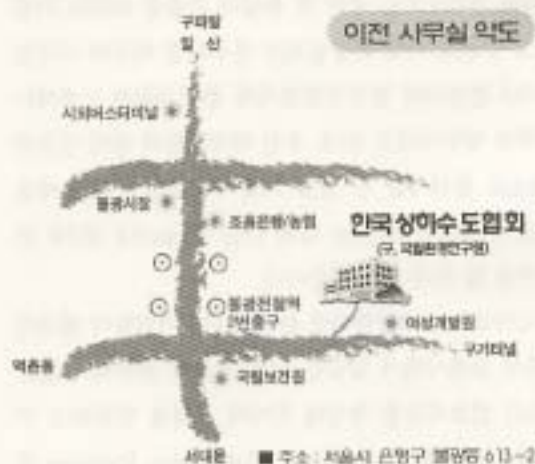 이전 사무실 약도
구파발
일 산
시외버스터미널
불광시장
조흥은행/농협
한국상하수도협회
(구, 국립환경연구원)
불광전철역
2번출구
여성개발원
구기터널
역촌동
국립보건원
서대문
■ 주소 : 서울시 은평구 불광동 613-2